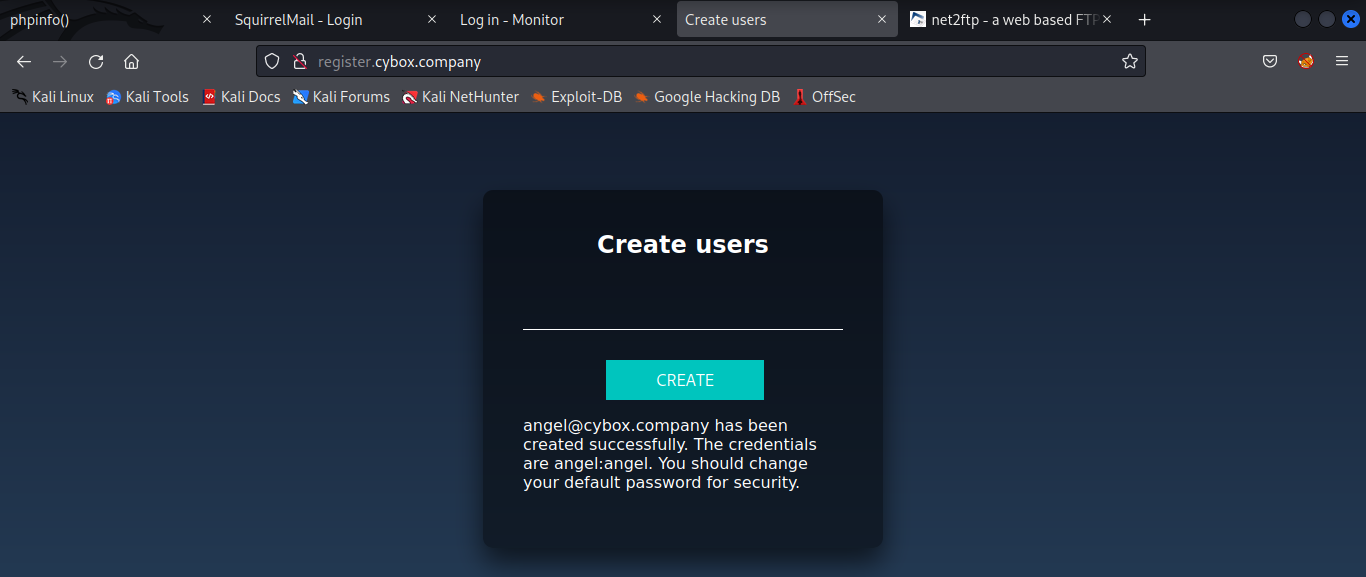 phpinfo() SquirrelMail - Login Log in - Monitor Create users net2ftp - a web based FTP
register.cybox.company
Kali Linux Kali Tools Kali Docs Kali Forums Kali NetHunter Exploit-DB Google Hacking DB OffSec
Create users
CREATE
angel@cybox.company has been
created successfully. The credentials
are angel:angel. You should change
your default password for security.